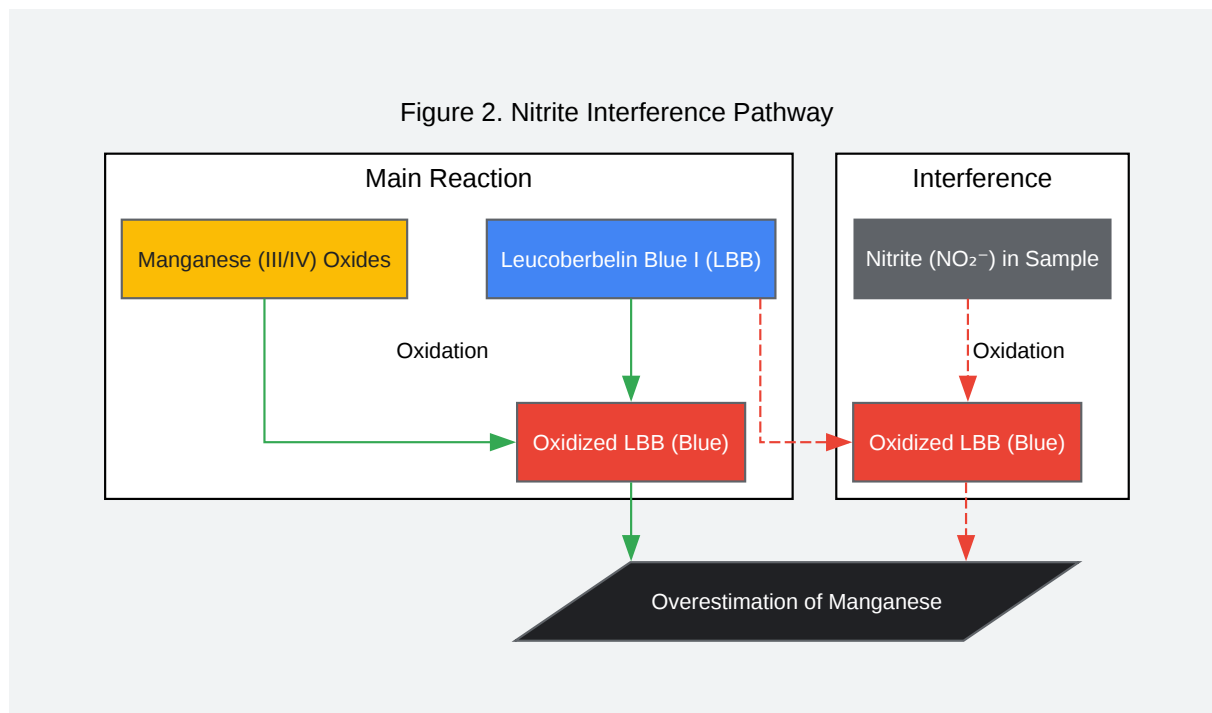 Figure 2. Nitrite Interference Pathway
Main Reaction
Interference
Manganese (III/IV) Oxides
Leucoberbelin Blue I (LBB)
Nitrite (NO₂⁻) in Sample
Oxidation
Oxidation
Oxidized LBB (Blue)
Oxidized LBB (Blue)
Overestimation of Manganese